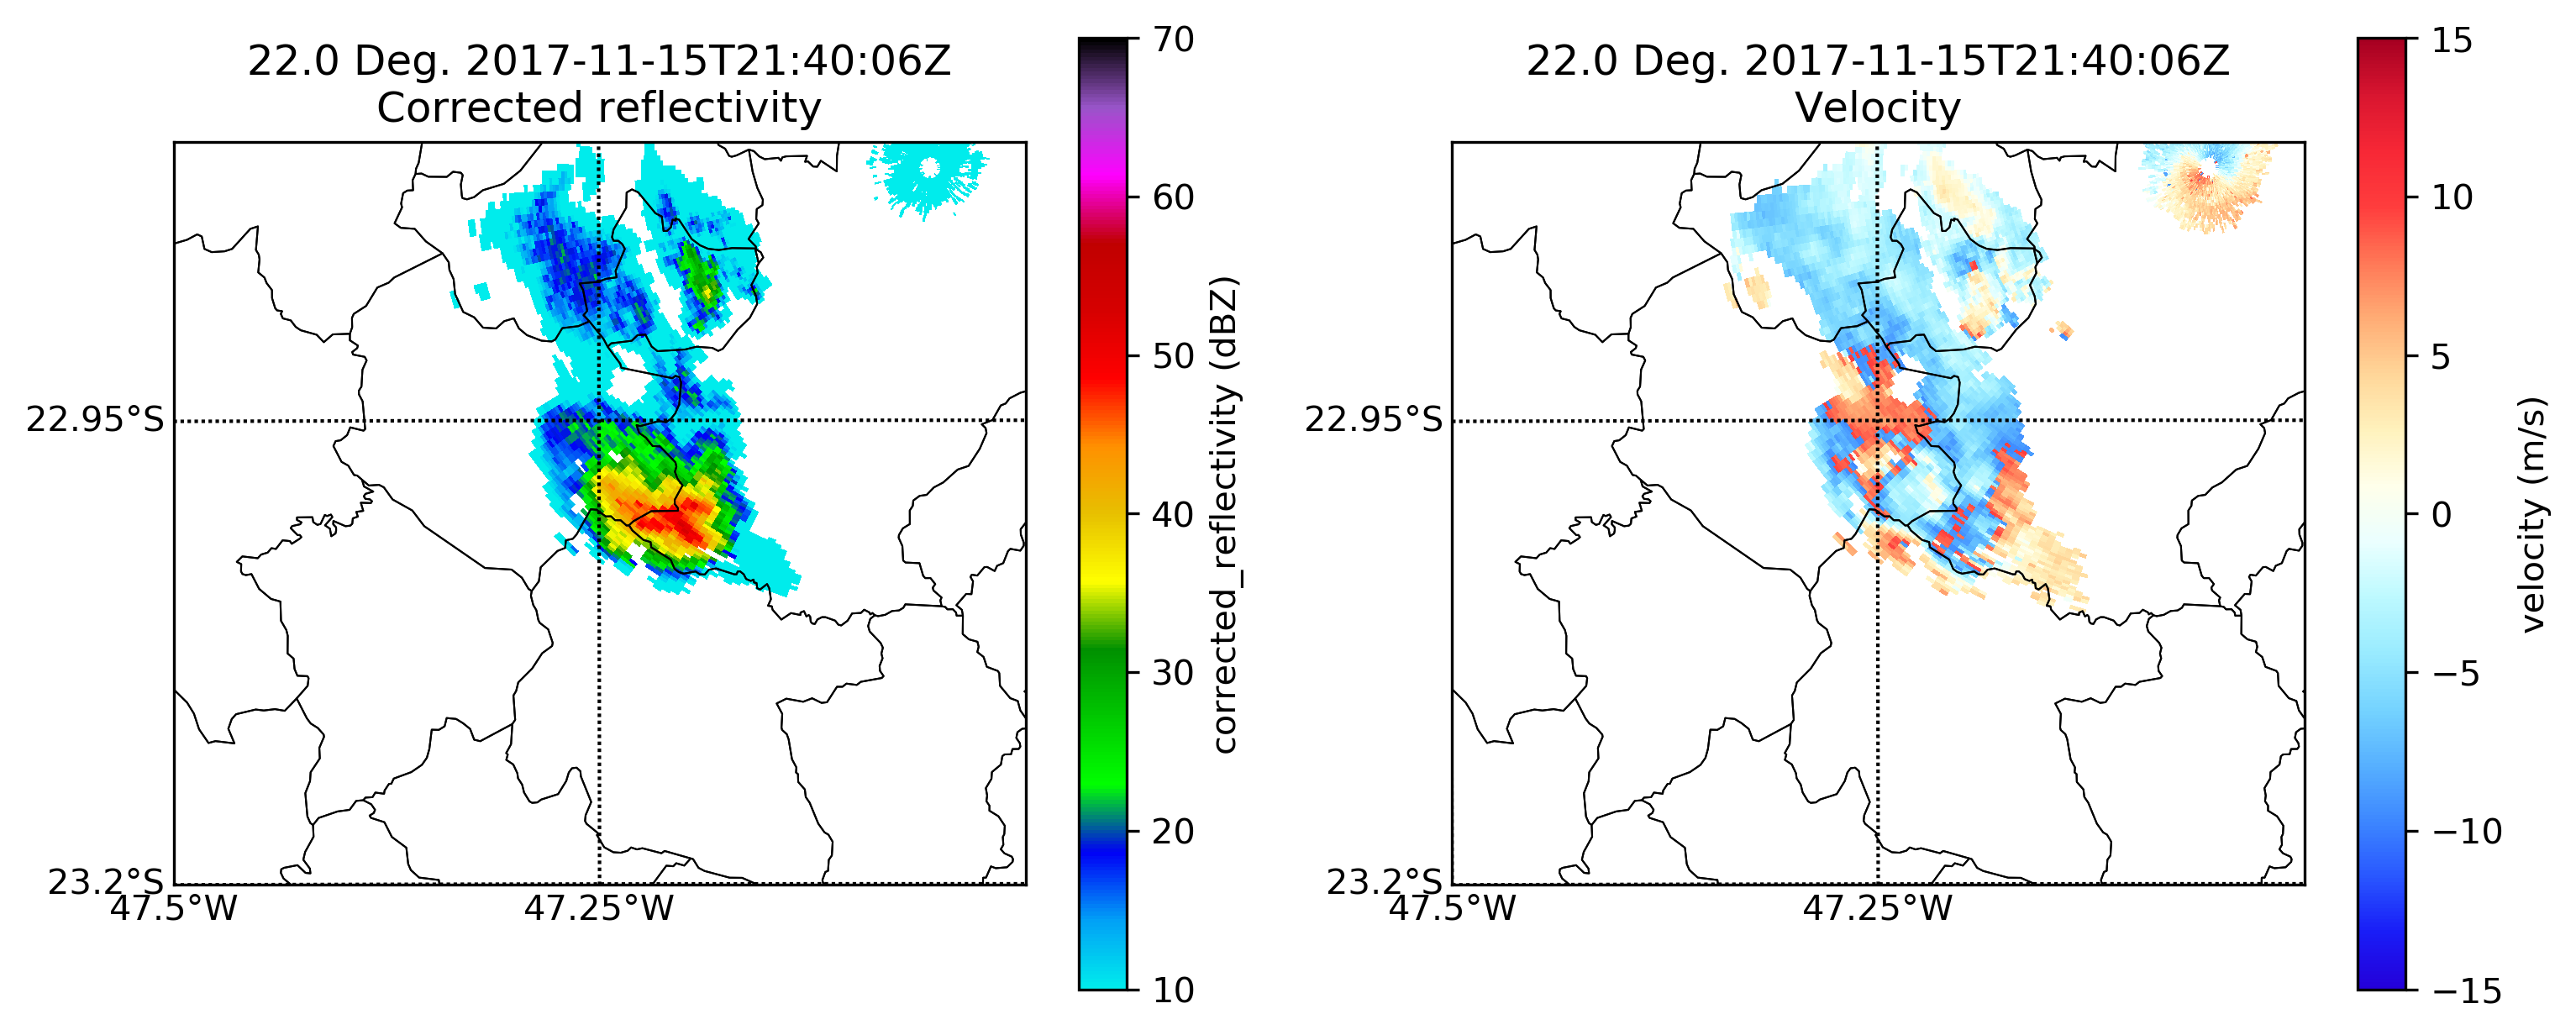 22.0 Deg. 2017-11-15T21:40:06Z
Corrected reflectivity
22.95°S
23.2°S
47.5°W
47.25°W
70
60
50
40
30
20
10
corrected_reflectivity (dBZ)
22.0 Deg. 2017-11-15T21:40:06Z
Velocity
22.95°S
23.2°S
47.5°W
47.25°W
15
10
5
0
−5
−10
−15
velocity (m/s)